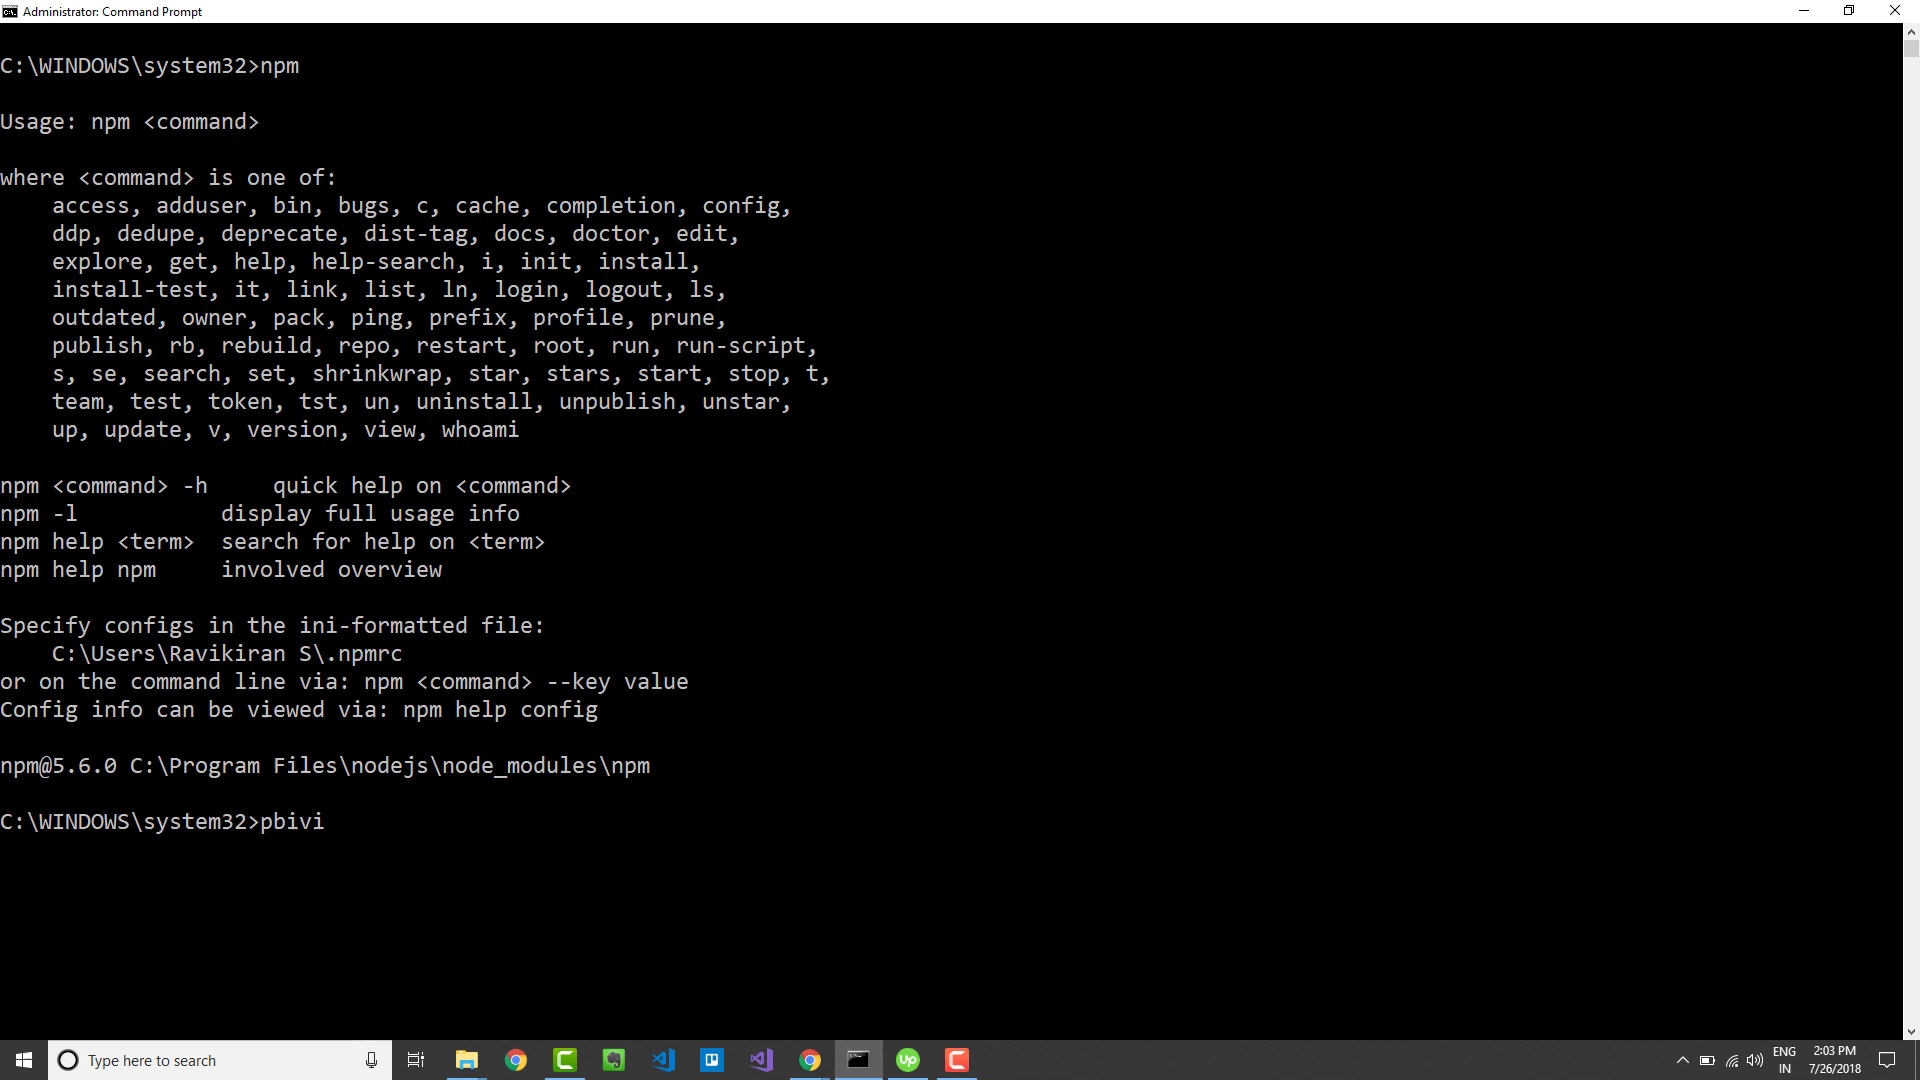 Administrator: Command Prompt
C:\WINDOWS\system32>npm
Usage: npm <command>
where <command> is one of:
access, adduser, bin, bugs, c, cache, completion, config,
ddp, dedupe, deprecate, dist-tag, docs, doctor, edit,
explore, get, help, help-search, i, init, install,
install-test, it, link, list, ln, login, logout, ls,
outdated, owner, pack, ping, prefix, profile, prune,
publish, rb, rebuild, repo, restart, root, run, run-script,
s, se, search, set, shrinkwrap, star, stars, start, stop, t,
team, test, token, tst, un, uninstall, unpublish, unstar,
up, update, v, version, view, whoami
npm <command> -h     quick help on <command>
npm -l           display full usage info
npm help <term>  search for help on <term>
npm help npm     involved overview
Specify configs in the ini-formatted file:
C:\Users\Ravikiran S\.npmrc
or on the command line via: npm <command> --key value
Config info can be viewed via: npm help config
npm@5.6.0 C:\Program Files\nodejs\node_modules\npm
C:\WINDOWS\system32>pbivi
Type here to search
up
ENG
IN
2:03 PM
7/26/2018